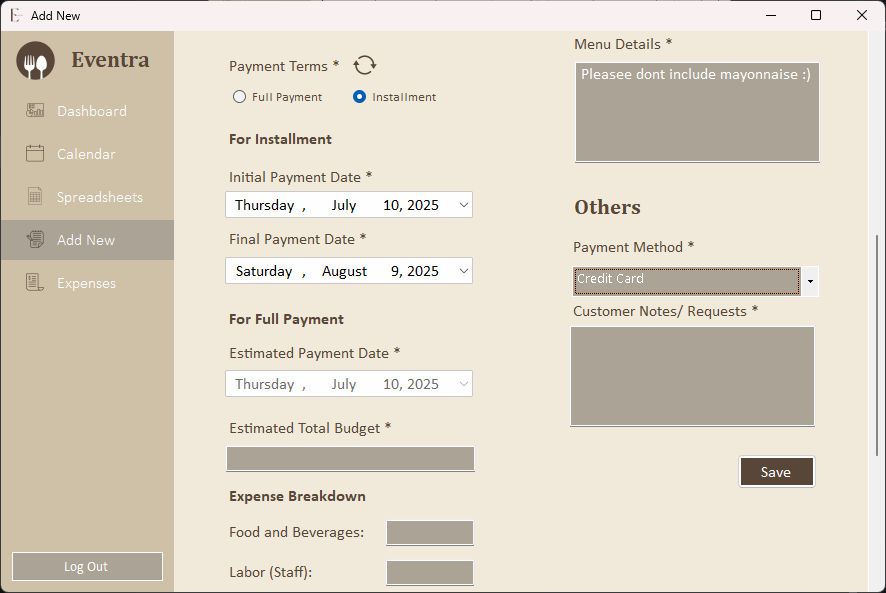 Add New
Eventra
Dashboard
Calendar
Spreadsheets
Add New
Expenses
Log Out
Payment Terms *
Full Payment
Installment
For Installment
Initial Payment Date *
Thursday , July 10, 2025
Final Payment Date *
Saturday , August 9, 2025
For Full Payment
Estimated Payment Date *
Thursday , July 10, 2025
Estimated Total Budget *
Expense Breakdown
Food and Beverages:
Labor (Staff):
Menu Details *
Pleasee dont include mayonnaise :)
Others
Payment Method *
Credit Card
Customer Notes/ Requests *
Save